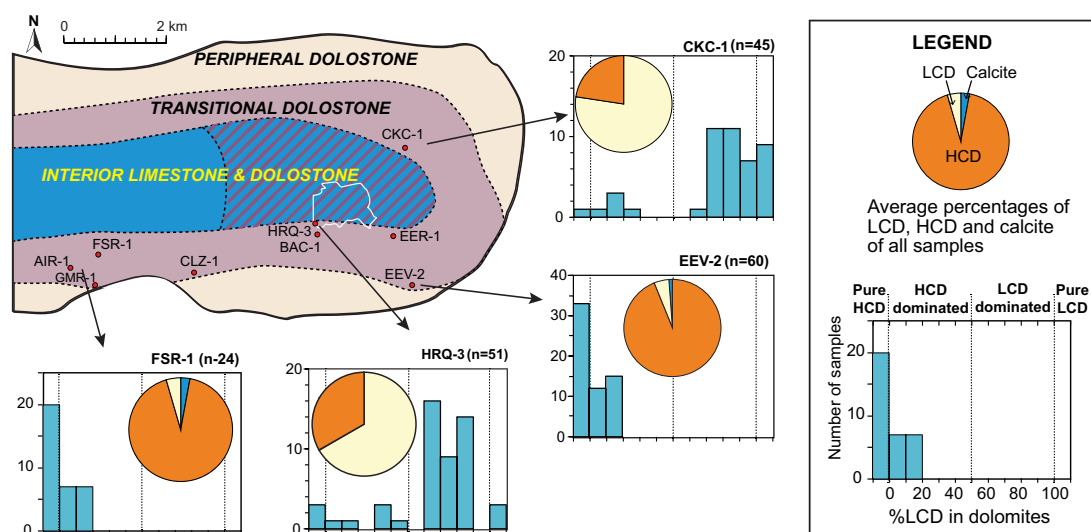 N
0 2 km
PERIPHERAL DOLOSTONE
TRANSITIONAL DOLOSTONE
INTERIOR LIMESTONE & DOLOSTONE
CKC-1
HRQ-3
BAC-1
EER-1
FSR-1
AIR-1
GMR-1
CLZ-1
EEV-2
CKC-1 (n=45)
20
10
0
EEV-2 (n=60)
40
30
20
10
0
FSR-1 (n-24)
20
10
0
HRQ-3 (n=51)
20
10
0
LEGEND
LCD Calcite
HCD
Average percentages of
LCD, HCD and calcite
of all samples
Pure HCD LCD Pure
HCD dominated dominated LCD
Number of samples
20
10
0
0 20 40 60 80 100
%LCD in dolomites